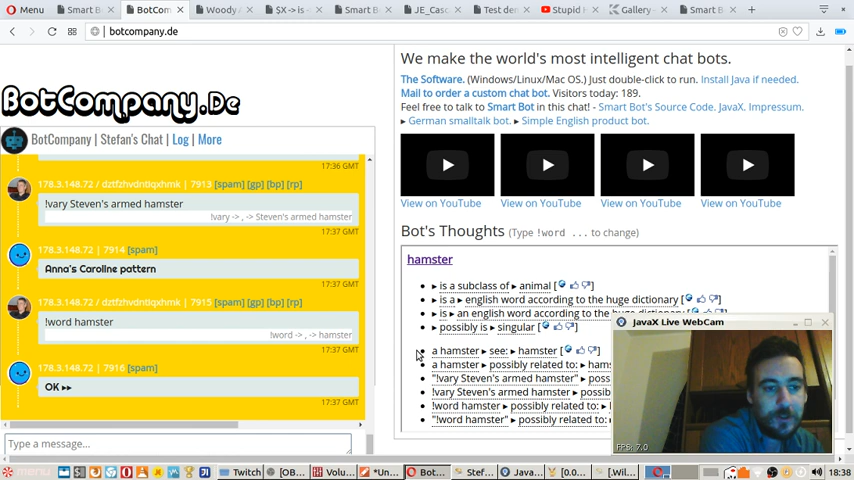 Menu
Smart B
BotCom
Woody A
$X -> is
Smart B
JE_Casc
Test de
Stupid H
Gallery
Smart B
botcompany.de
BotCompany.De
BotCompany | Stefan's Chat | Log | More
17:36 GMT
178.3.148.72 / dztfzhvdntiqxhmk | 7913 [spam] [gp] [bp] [rp]
!vary Steven's armed hamster
!vary -> , -> Steven's armed hamster
17:37 GMT
178.3.148.72 | 7914 [spam]
Anna's Caroline pattern
17:37 GMT
178.3.148.72 / dztfzhvdntiqxhmk | 7915 [spam] [gp] [bp] [rp]
!word hamster
!word -> , -> hamster
17:37 GMT
178.3.148.72 | 7916 [spam]
OK ▸▸
17:37 GMT
Type a message...
We make the world's most intelligent chat bots.
The Software. (Windows/Linux/Mac OS.) Just double-click to run. Install Java if needed.
Mail to order a custom chat bot. Visitors today: 189.
Feel free to talk to Smart Bot in this chat! - Smart Bot's Source Code. JavaX. Impressum.
▸ German smalltalk bot. ▸ Simple English product bot.
View on YouTube
View on YouTube
View on YouTube
View on YouTube
Bot's Thoughts (Type !word ... to change)
hamster
▸ is a subclass of ▸ animal [
is a ▸ english word according to the huge dictionary [
is ▸ an english word according to the huge dictionary
possibly is ▸ singular [
a hamster ▸ see: ▸ hamster [
a hamster ▸ possibly related to: ▸ hams
"!vary Steven's armed hamster" ▸ poss
!vary Steven's armed hamster ▸ possib
!word hamster ▸ possibly related to: ▸
"!word hamster" ▸ possibly related to:
JavaX Live WebCam
FPS: 7.0
menu
Twitch
[OB
Volu
*Un
Bot
Stef
Java
[0.0
[.Wil
18:38